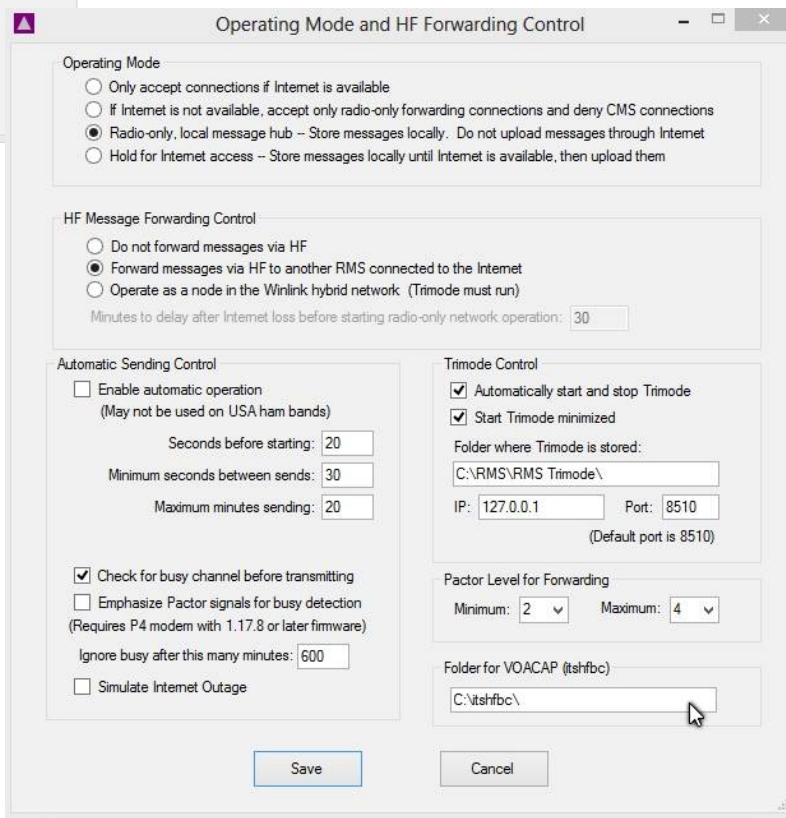 Operating Mode and HF Forwarding Control
Operating Mode
Only accept connections if Internet is available
If Internet is not available, accept only radio-only forwarding connections and deny CMS connections
Radio-only, local message hub -- Store messages locally. Do not upload messages through Internet
Hold for Internet access -- Store messages locally until Internet is available, then upload them
HF Message Forwarding Control
Do not forward messages via HF
Forward messages via HF to another RMS connected to the Internet
Operate as a node in the Winlink hybrid network (Trimode must run)
Minutes to delay after Internet loss before starting radio-only network operation: 30
Automatic Sending Control
Enable automatic operation
(May not be used on USA ham bands)
Seconds before starting: 20
Minimum seconds between sends: 30
Maximum minutes sending: 20
Check for busy channel before transmitting
Emphasize Pactor signals for busy detection
(Requires P4 modem with 1.17.8 or later firmware)
Ignore busy after this many minutes: 600
Simulate Internet Outage
Trimode Control
Automatically start and stop Trimode
Start Trimode minimized
Folder where Trimode is stored:
C:\RMS\RMS Trimode\
IP: 127.0.0.1 Port: 8510
(Default port is 8510)
Pactor Level for Forwarding
Minimum: 2 Maximum: 4
Folder for VOACAP (itshfbc)
C:\itshfbc\
Save Cancel